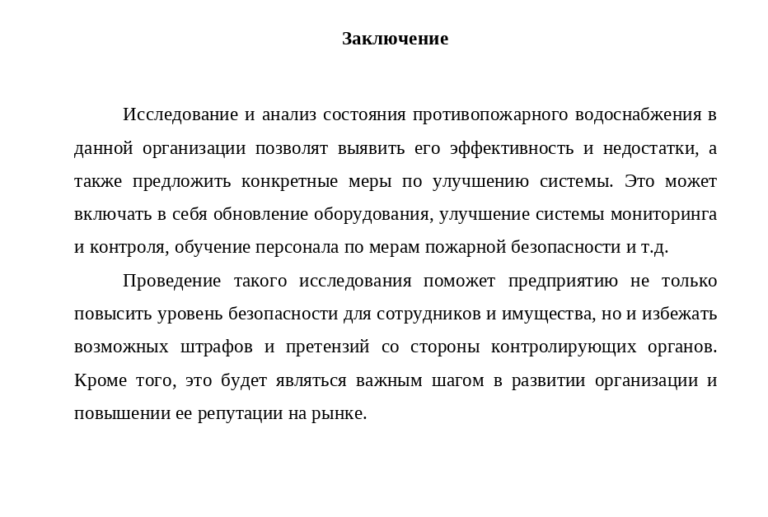 Заключение
Исследование и анализ состояния противопожарного водоснабжения в
данной организации позволят выявить его эффективность и недостатки, а
также предложить конкретные меры по улучшению системы. Это может
включать в себя обновление оборудования, улучшение системы мониторинга
и контроля, обучение персонала по мерам пожарной безопасности и т.д.
Проведение такого исследования поможет предприятию не только
повысить уровень безопасности для сотрудников и имущества, но и избежать
возможных штрафов и претензий со стороны контролирующих органов.
Кроме того, это будет являться важным шагом в развитии организации и
повышении ее репутации на рынке.